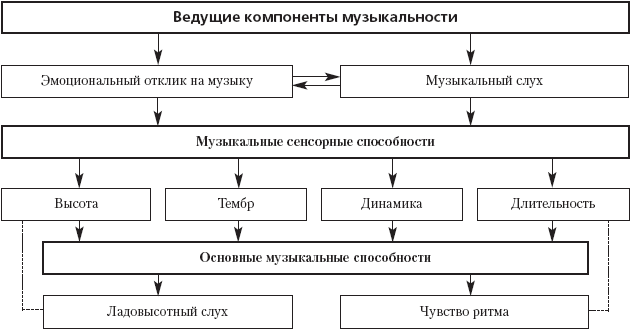 Ведущие компоненты музыкальности
Эмоциональный отклик на музыку
Музыкальный слух
Музыкальные сенсорные способности
Высота
Тембр
Динамика
Длительность
Основные музыкальные способности
Ладовысотный слух
Чувство ритма